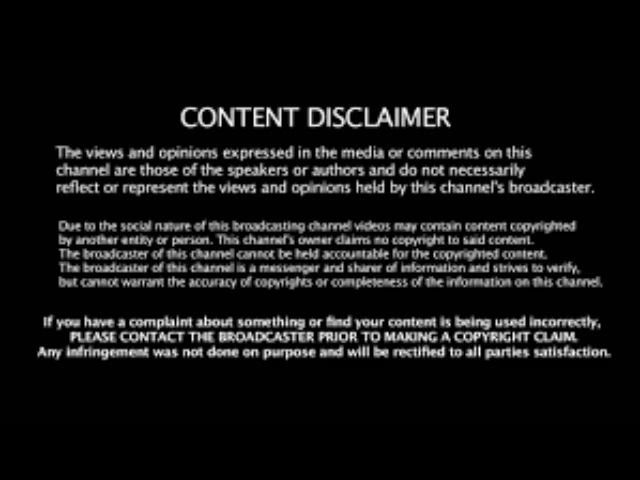 CONTENT DISCLAIMER
The views and opinions expressed in the media or comments on this
channel are those of the speakers or authors and do not necessarily
reflect or represent the views and opinions held by this channel's broadcaster.
Due to the social nature of this broadcasting channel videos may contain content copyrighted
by another entity or person. This channel's owner claims no copyright to said content.
The broadcaster of this channel cannot be held accountable for the copyrighted content.
The broadcaster of this channel is a messenger and sharer of information and strives to verify,
but cannot warrant the accuracy of copyrights or completeness of the information on this channel.
If you have a complaint about something or find your content is being used incorrectly,
PLEASE CONTACT THE BROADCASTER PRIOR TO MAKING A COPYRIGHT CLAIM.
Any infringement was not done on purpose and will be rectified to all parties satisfaction.